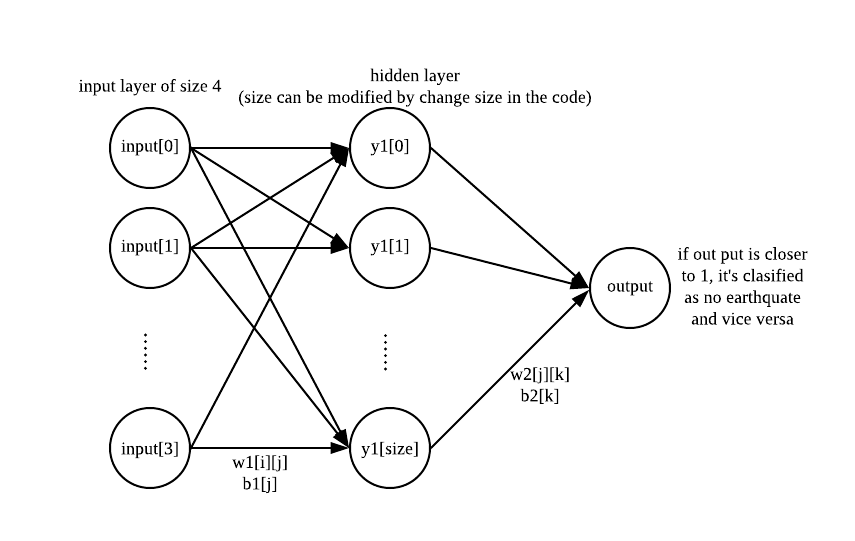 input layer of size 4
hidden layer
(size can be modified by change size in the code)
input[0]
y1[0]
input[1]
y1[1]
output
if out put is closer
to 1, it's clasified
as no earthquate
and vice versa
w2[j][k]
b2[k]
input[3]
y1[size]
w1[i][j]
b1[j]